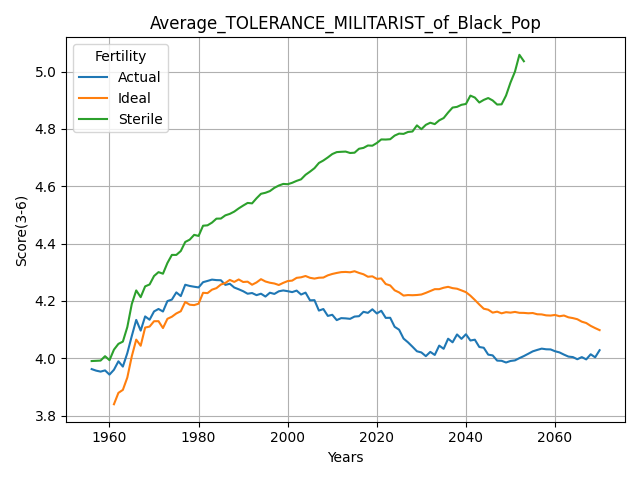 Average_TOLERANCE_MILITARIST_of_Black_Pop
Fertility
Actual
Ideal
Sterile
Score(3-6)
5.0
4.8
4.6
4.4
4.2
4.0
3.8
1960 1980 2000 2020 2040 2060
Years